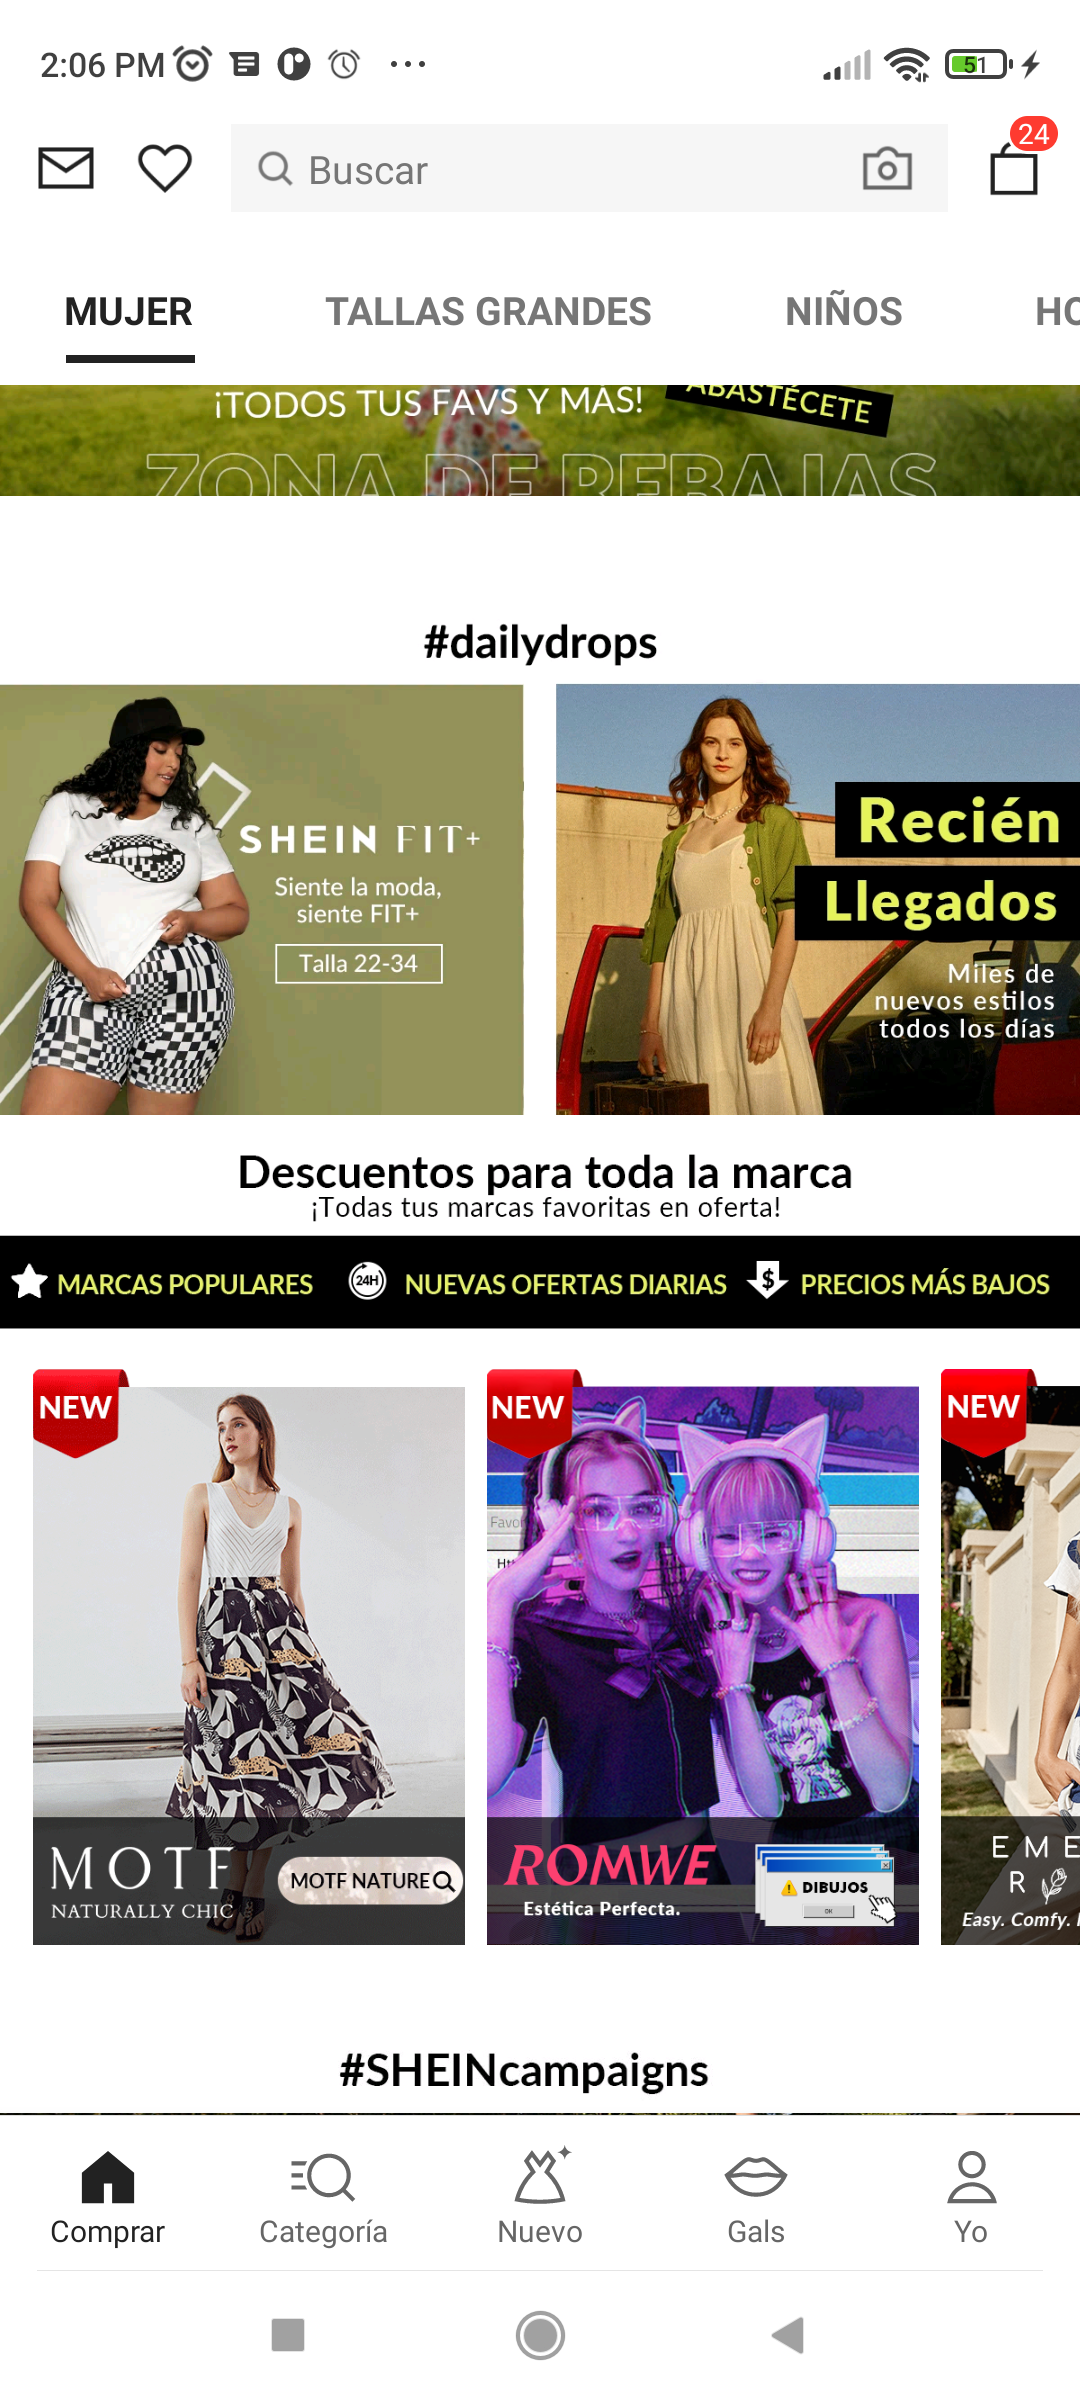 2:06 PM
51
24
Buscar
MUJER
TALLAS GRANDES
NIÑOS
¡TODOS TUS FAVS Y MÁS!
ABASTÉCETE
ZONA DE REBAJAS
#dailydrops
SHEIN FIT+
Siente la moda,
siente FIT+
Talla 22-34
Recién
Llegados
Miles de
nuevos estilos
todos los días
Descuentos para toda la marca
¡Todas tus marcas favoritas en oferta!
MARCAS POPULARES
24H
NUEVAS OFERTAS DIARIAS
$
PRECIOS MÁS BAJOS
NEW
MOTF
NATURALLY CHIC
MOTF NATURE
NEW
ROMWE
Estética Perfecta.
DIBUJOS
OK
NEW
EME
R
Easy. Comfy.
#SHEINcampaigns
Comprar
Categoría
Nuevo
Gals
Yo